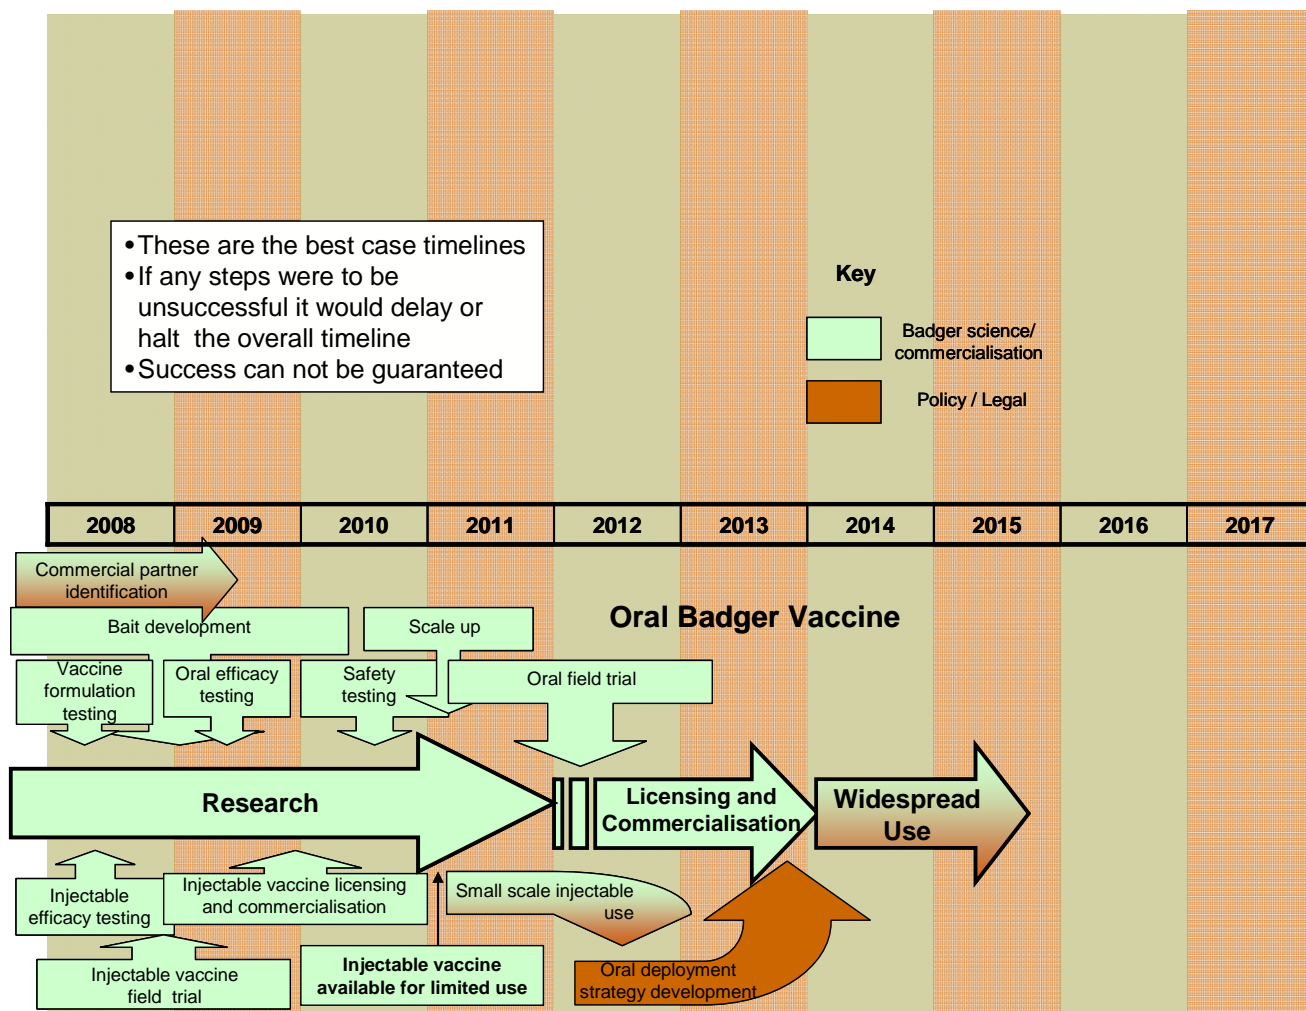 • These are the best case timelines
• If any steps were to be
unsuccessful it would delay or
halt the overall timeline
• Success can not be guaranteed
Key
Badger science/
commercialisation
Policy / Legal
2008 2009 2010 2011 2012 2013 2014 2015 2016 2017
Commercial partner
identification
Bait development
Scale up
Oral Badger Vaccine
Vaccine
formulation
testing
Oral efficacy
testing
Safety
testing
Oral field trial
Research
Licensing and
Commercialisation
Widespread
Use
Injectable
efficacy testing
Injectable vaccine licensing
and commercialisation
Small scale injectable
use
Injectable vaccine
field trial
Injectable vaccine
available for limited use
Oral deployment
strategy development